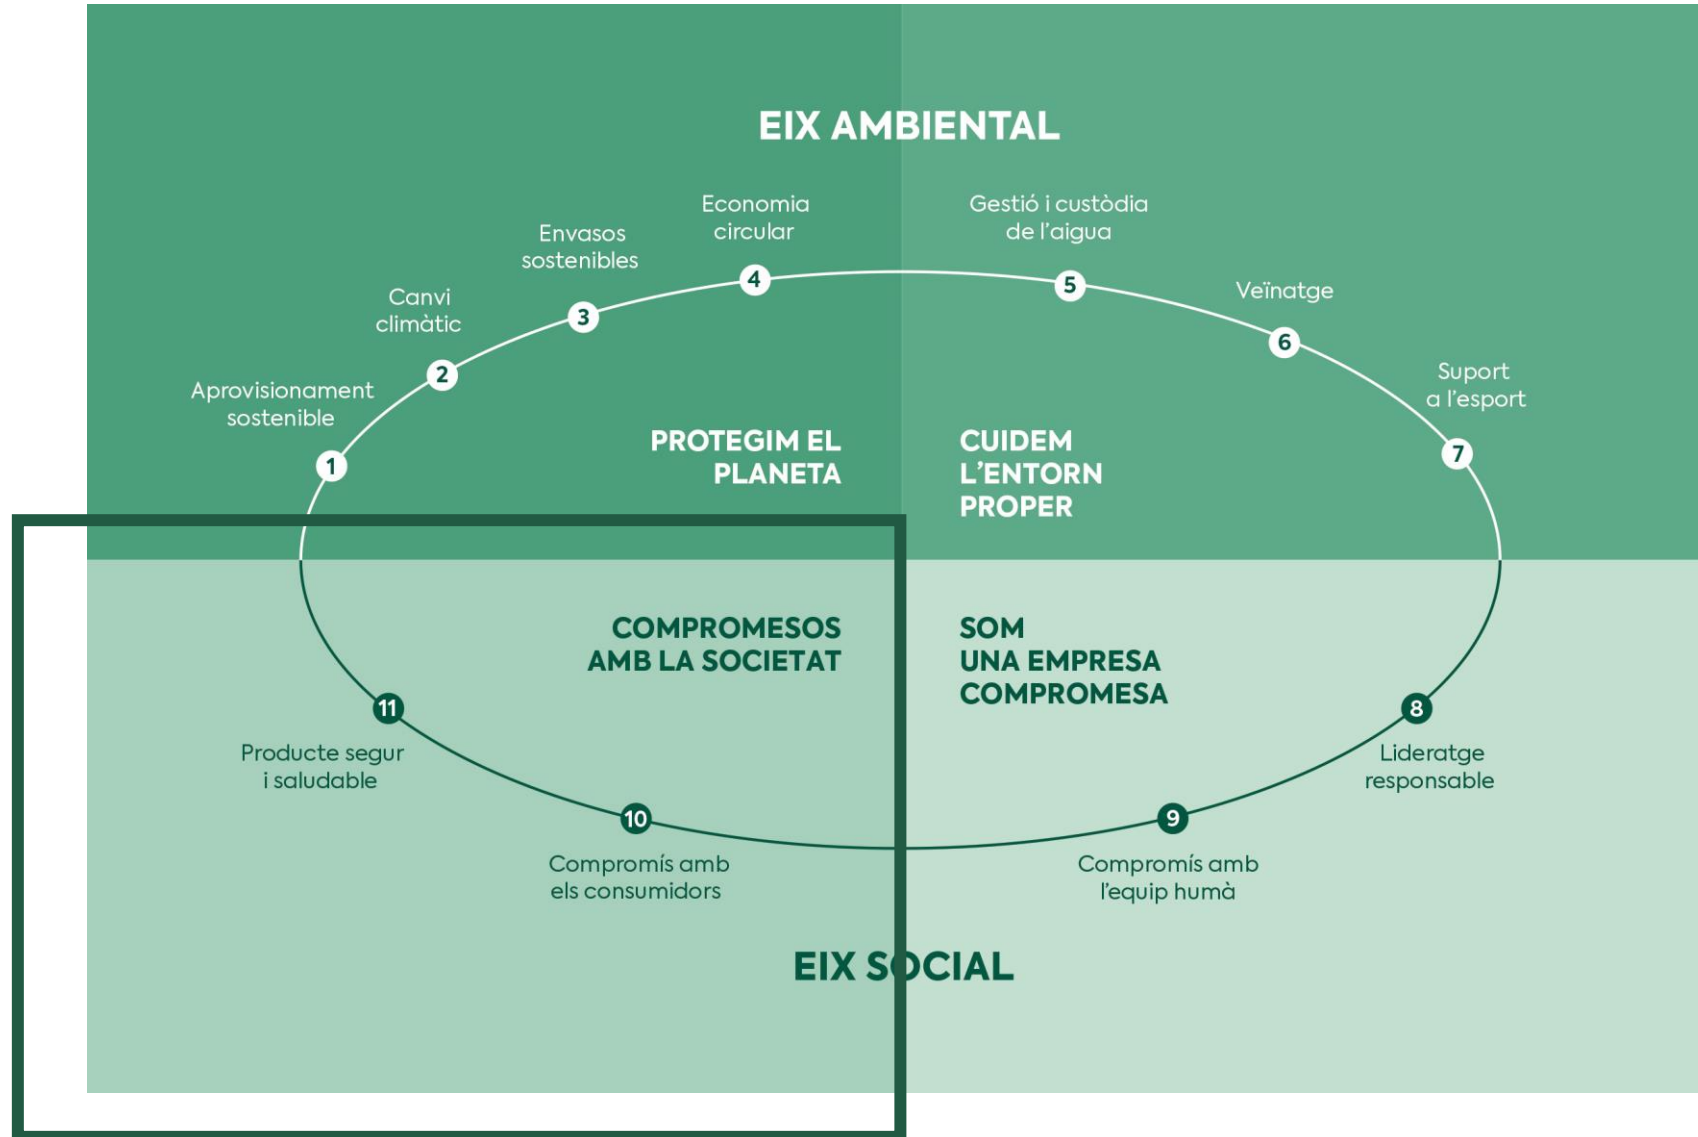 EIX AMBIENTAL
Economia
circular
Gestió i custòdia
de l'aigua
Envasos
sostenibles
Canvi
climàtic
Veïnatge
Aprovisionament
sostenible
Suport
a l'esport
4
5
3
6
2
7
1
PROTEGIM EL
PLANETA
CUIDEM
L'ENTORN
PROPER
COMPROMESOS
AMB LA SOCIETAT
SOM
UNA EMPRESA
COMPROMESA
11
Producte segur
i saludable
8
Lideratge
responsable
10
Compromís amb
els consumidors
9
Compromís amb
l'equip humà
EIX SOCIAL